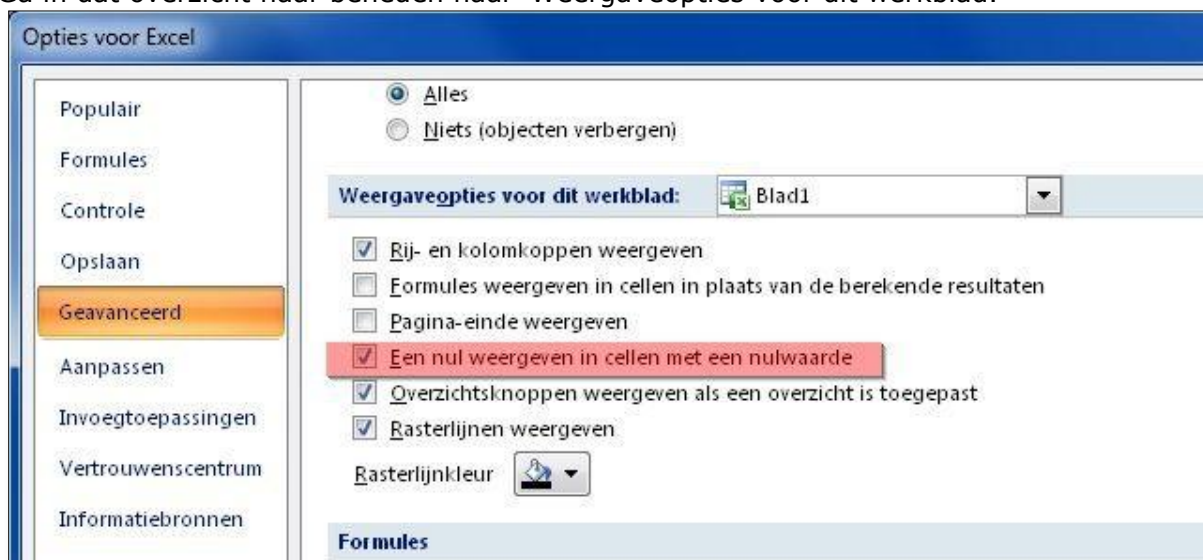 Ga in dat overzicht naar beneden naar 'Weergaveopties voor dit werkblad.
Opties voor Excel
Populair
Formules
Controle
Opslaan
Geavanceerd
Aanpassen
Invoegtoepassingen
Vertrouwenscentrum
Informatiebronnen
Alles
Niets (objecten verbergen)
Weergaveopties voor dit werkblad: Blad1
Rij- en kolomkoppen weergeven
Formules weergeven in cellen in plaats van de berekende resultaten
Pagina-einde weergeven
Een nul weergeven in cellen met een nulwaarde
Overzichtsknoppen weergeven als een overzicht is toegepast
Rasterlijnen weergeven
Rasterlijnkleur
Formules